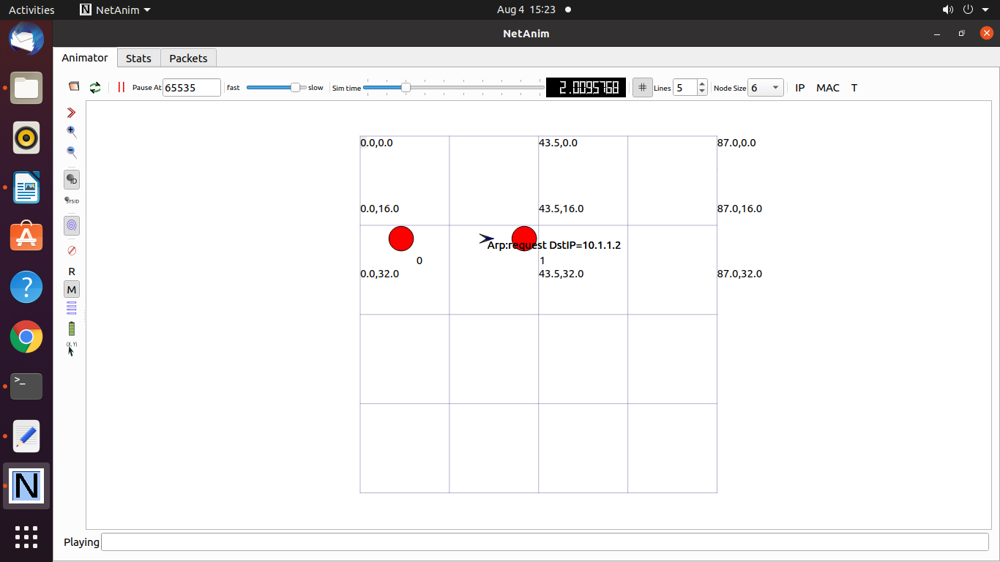 Activities NetAnim Aug 4 15:23
NetAnim
Animator Stats Packets
Pause At 65535 fast slow Sim time 2.0095768 # Lines 5 Node Size 6 IP MAC T
ID
SYSID
R
M
(X, Y)
0.0,0.0 43.5,0.0 87.0,0.0
0.0,16.0 43.5,16.0 87.0,16.0
Arp:request DstIP=10.1.1.2
0 1
0.0,32.0 43.5,32.0 87.0,32.0
?
>_
N
Playing